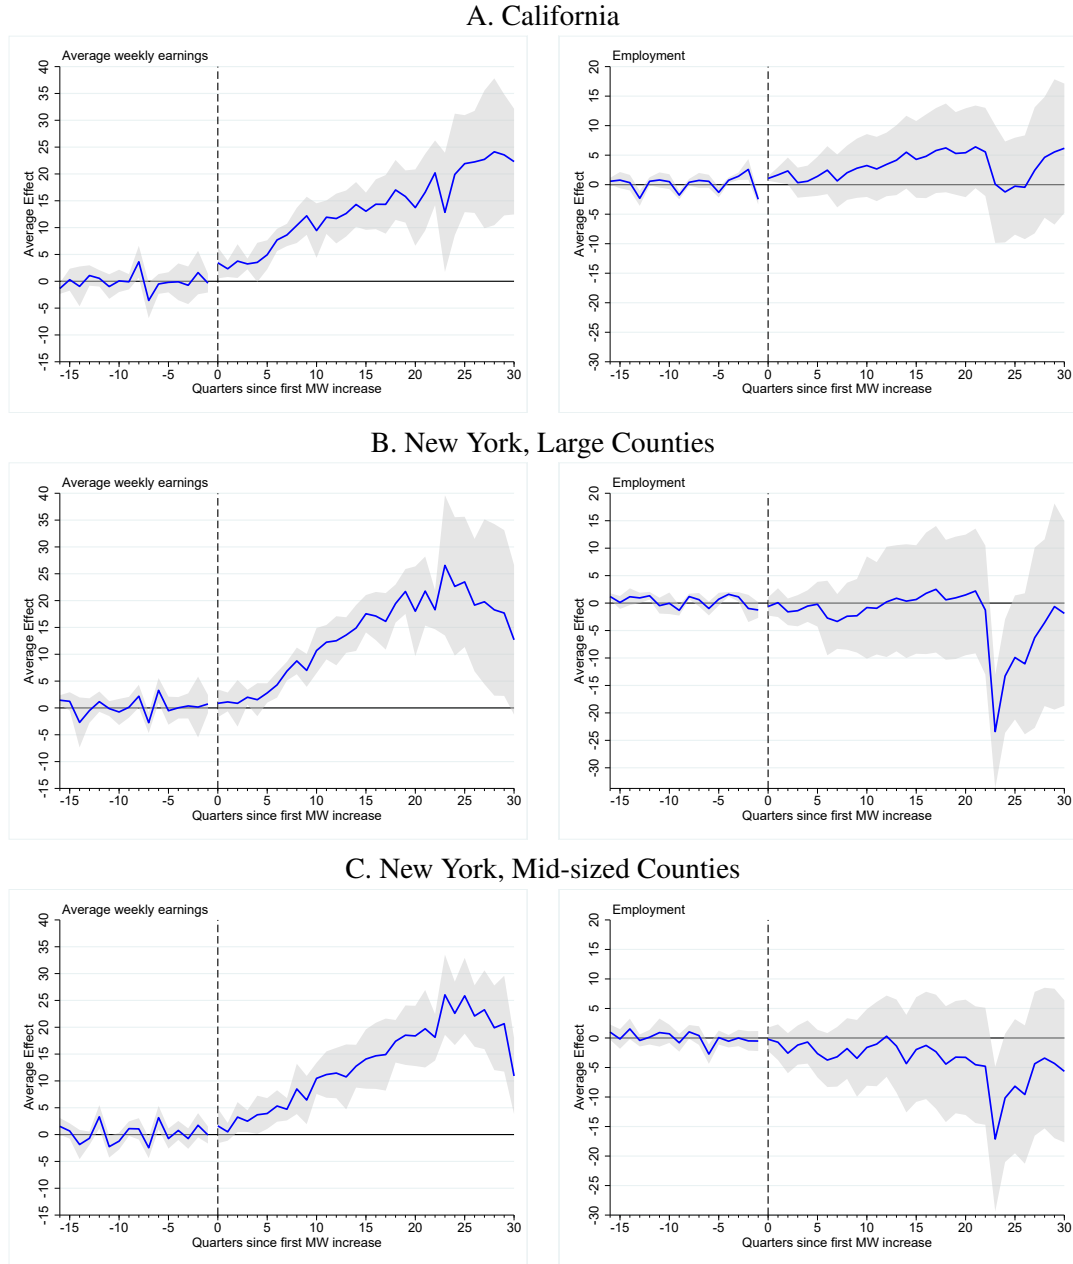 A. California
Average weekly earnings
Average Effect
40
35
30
25
20
15
10
5
0
-5
-10
-15
-15 -10 -5 0 5 10 15 20 25 30
Quarters since first MW increase
Employment
Average Effect
20
15
10
5
0
-5
-10
-15
-20
-25
-30
-15 -10 -5 0 5 10 15 20 25 30
Quarters since first MW increase
B. New York, Large Counties
Average weekly earnings
Average Effect
40
35
30
25
20
15
10
5
0
-5
-10
-15
-15 -10 -5 0 5 10 15 20 25 30
Quarters since first MW increase
Employment
Average Effect
20
15
10
5
0
-5
-10
-15
-20
-25
-30
-15 -10 -5 0 5 10 15 20 25 30
Quarters since first MW increase
C. New York, Mid-sized Counties
Average weekly earnings
Average Effect
40
35
30
25
20
15
10
5
0
-5
-10
-15
-15 -10 -5 0 5 10 15 20 25 30
Quarters since first MW increase
Employment
Average Effect
20
15
10
5
0
-5
-10
-15
-20
-25
-30
-15 -10 -5 0 5 10 15 20 25 30
Quarters since first MW increase